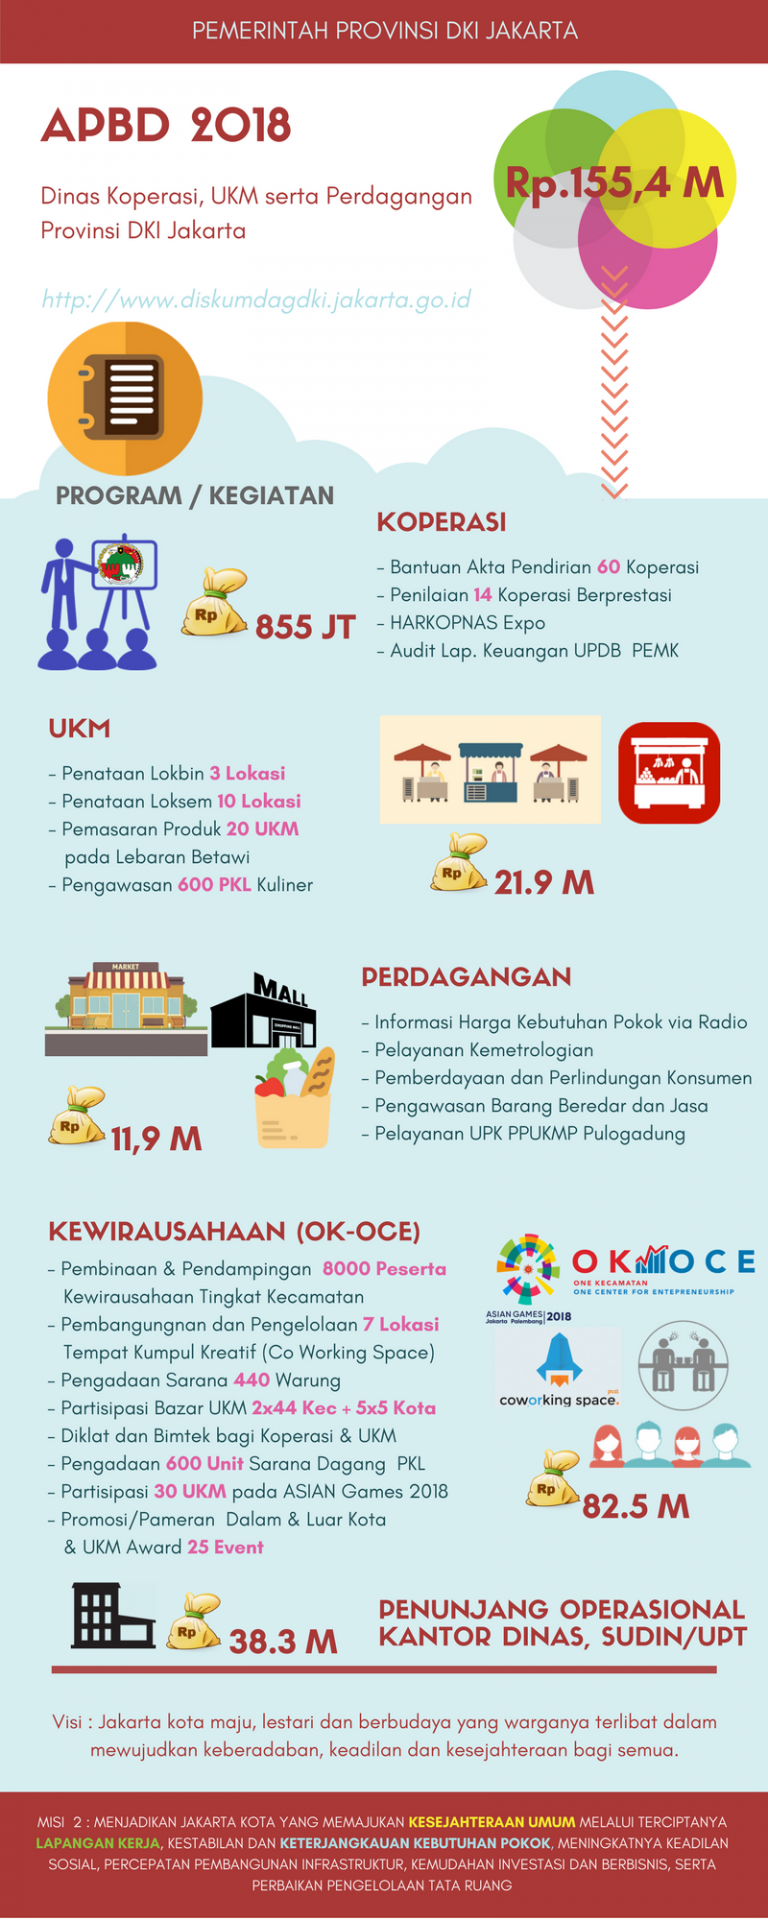 PEMERINTAH PROVINSI DKI JAKARTA
APBD 2018
Rp.155,4 M
Dinas Koperasi, UKM serta Perdagangan
Provinsi DKI Jakarta
http://www.diskumdagdki.jakarta.go.id
PROGRAM / KEGIATAN
KOPERASI
- Bantuan Akta Pendirian 60 Koperasi
- Penilaian 14 Koperasi Berprestasi
- HARKOPNAS Expo
- Audit Lap. Keuangan UPDB PEMK
Rp
855 JT
UKM
- Penataan Lokbin 3 Lokasi
- Penataan Loksem 10 Lokasi
- Pemasaran Produk 20 UKM
pada Lebaran Betawi
- Pengawasan 600 PKL Kuliner
Rp
21.9 M
MARKET
MALL
SHOPPING MALL
PERDAGANGAN
- Informasi Harga Kebutuhan Pokok via Radio
- Pelayanan Kemetrologian
- Pemberdayaan dan Perlindungan Konsumen
- Pengawasan Barang Beredar dan Jasa
- Pelayanan UPK PPUKMP Pulogadung
Rp
11,9 M
KEWIRAUSAHAAN (OK-OCE)
- Pembinaan & Pendampingan 8000 Peserta
Kewirausahaan Tingkat Kecamatan
- Pembangungnan dan Pengelolaan 7 Lokasi
Tempat Kumpul Kreatif (Co Working Space)
- Pengadaan Sarana 440 Warung
- Partisipasi Bazar UKM 2x44 Kec + 5x5 Kota
- Diklat dan Bimtek bagi Koperasi & UKM
- Pengadaan 600 Unit Sarana Dagang PKL
- Partisipasi 30 UKM pada ASIAN Games 2018
- Promosi/Pameran Dalam & Luar Kota
& UKM Award 25 Event
OK OCE
ONE KECAMATAN
ONE CENTER FOR ENTEPRENEURSHIP
ASIAN GAMES 2018
Jakarta Palembang
coworking space.
Rp
82.5 M
Rp
38.3 M
PENUNJANG OPERASIONAL
KANTOR DINAS, SUDIN/UPT
Visi : Jakarta kota maju, lestari dan berbudaya yang warganya terlibat dalam
mewujudkan keberadaban, keadilan dan kesejahteraan bagi semua.
MISI 2 : MENJADIKAN JAKARTA KOTA YANG MEMAJUKAN KESEJAHTERAAN UMUM MELALUI TERCIPTANYA
LAPANGAN KERJA, KESTABILAN DAN KETERJANGKAUAN KEBUTUHAN POKOK, MENINGKATNYA KEADILAN
SOSIAL, PERCEPATAN PEMBANGUNAN INFRASTRUKTUR, KEMUDAHAN INVESTASI DAN BERBISNIS, SERTA
PERBAIKAN PENGELOLAAN TATA RUANG